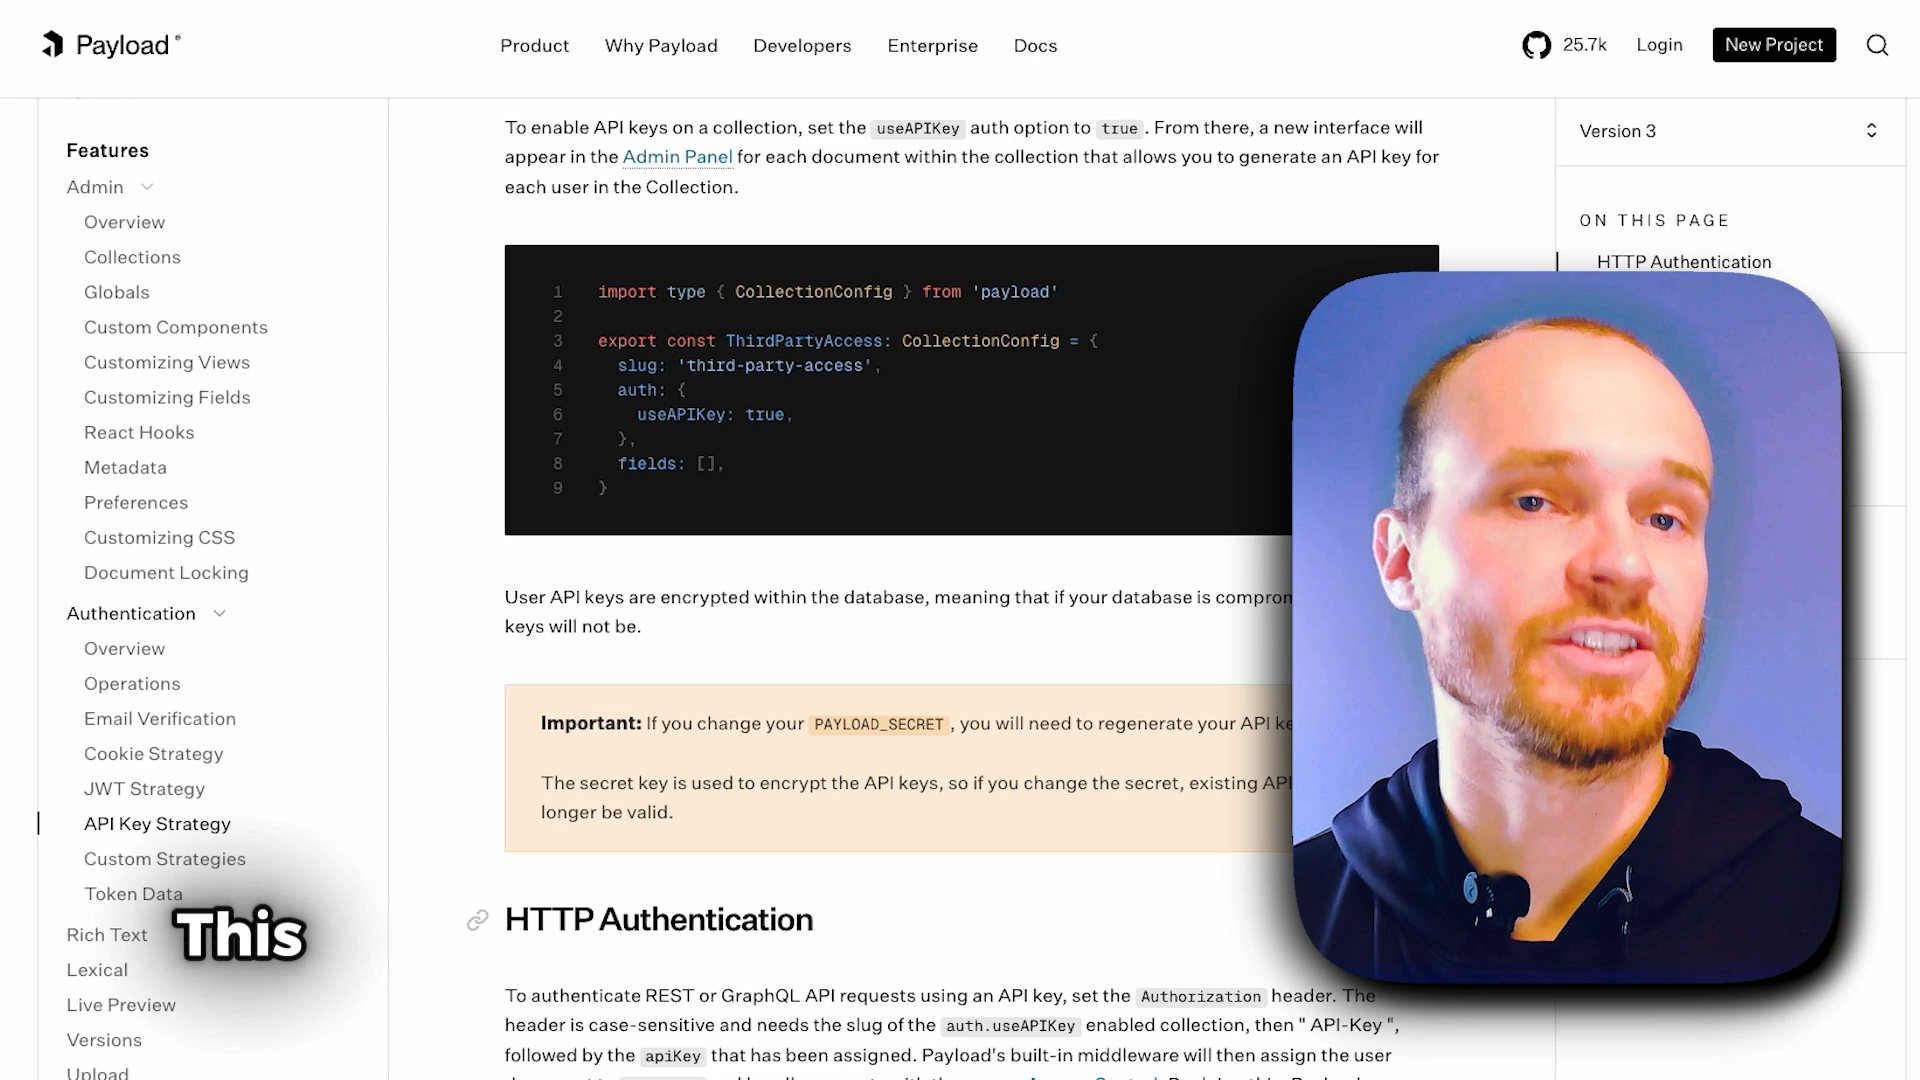 Payload
Product
Why Payload
Developers
Enterprise
Docs
25.7k
Login
New Project
Features
Admin
Overview
Collections
Globals
Custom Components
Customizing Views
Customizing Fields
React Hooks
Metadata
Preferences
Customizing CSS
Document Locking
Authentication
Overview
Operations
Email Verification
Cookie Strategy
JWT Strategy
API Key Strategy
Custom Strategies
Token Data
Rich Text
Lexical
Live Preview
Versions
Upload
This
To enable API keys on a collection, set the useAPIKey auth option to true. From there, a new interface will
appear in the Admin Panel for each document within the collection that allows you to generate an API key for
each user in the Collection.
1 import type { CollectionConfig } from 'payload'
2
3 export const ThirdPartyAccess: CollectionConfig = {
4 slug: 'third-party-access',
5 auth: {
6 useAPIKey: true,
7 },
8 fields: [],
9 }
User API keys are encrypted within the database, meaning that if your database is
keys will not be.
Important: If you change your PAYLOAD_SECRET, you will need to regenerate your API
The secret key is used to encrypt the API keys, so if you change the secret, existing API
longer be valid.
HTTP Authentication
To authenticate REST or GraphQL API requests using an API key, set the Authorization header. The
header is case-sensitive and needs the slug of the auth.useAPIKey enabled collection, then " API-Key ",
followed by the apiKey that has been assigned. Payload's built-in middleware will then assign the user
Version 3
ON THIS PAGE
HTTP Authentication